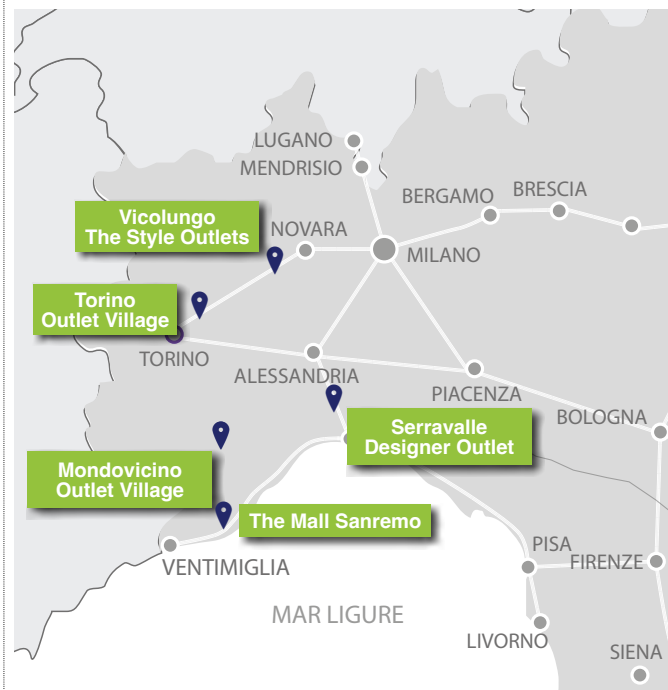 LUGANO
MENDRISIO
BERGAMO
BRESCIA
Vicolungo
The Style Outlets
NOVARA
MILANO
Torino
Outlet Village
TORINO
ALESSANDRIA
PIACENZA
BOLOGNA
Serravalle
Designer Outlet
Mondovicino
Outlet Village
The Mall Sanremo
PISA
FIRENZE
VENTIMIGLIA
MAR LIGURE
LIVORNO
SIENA